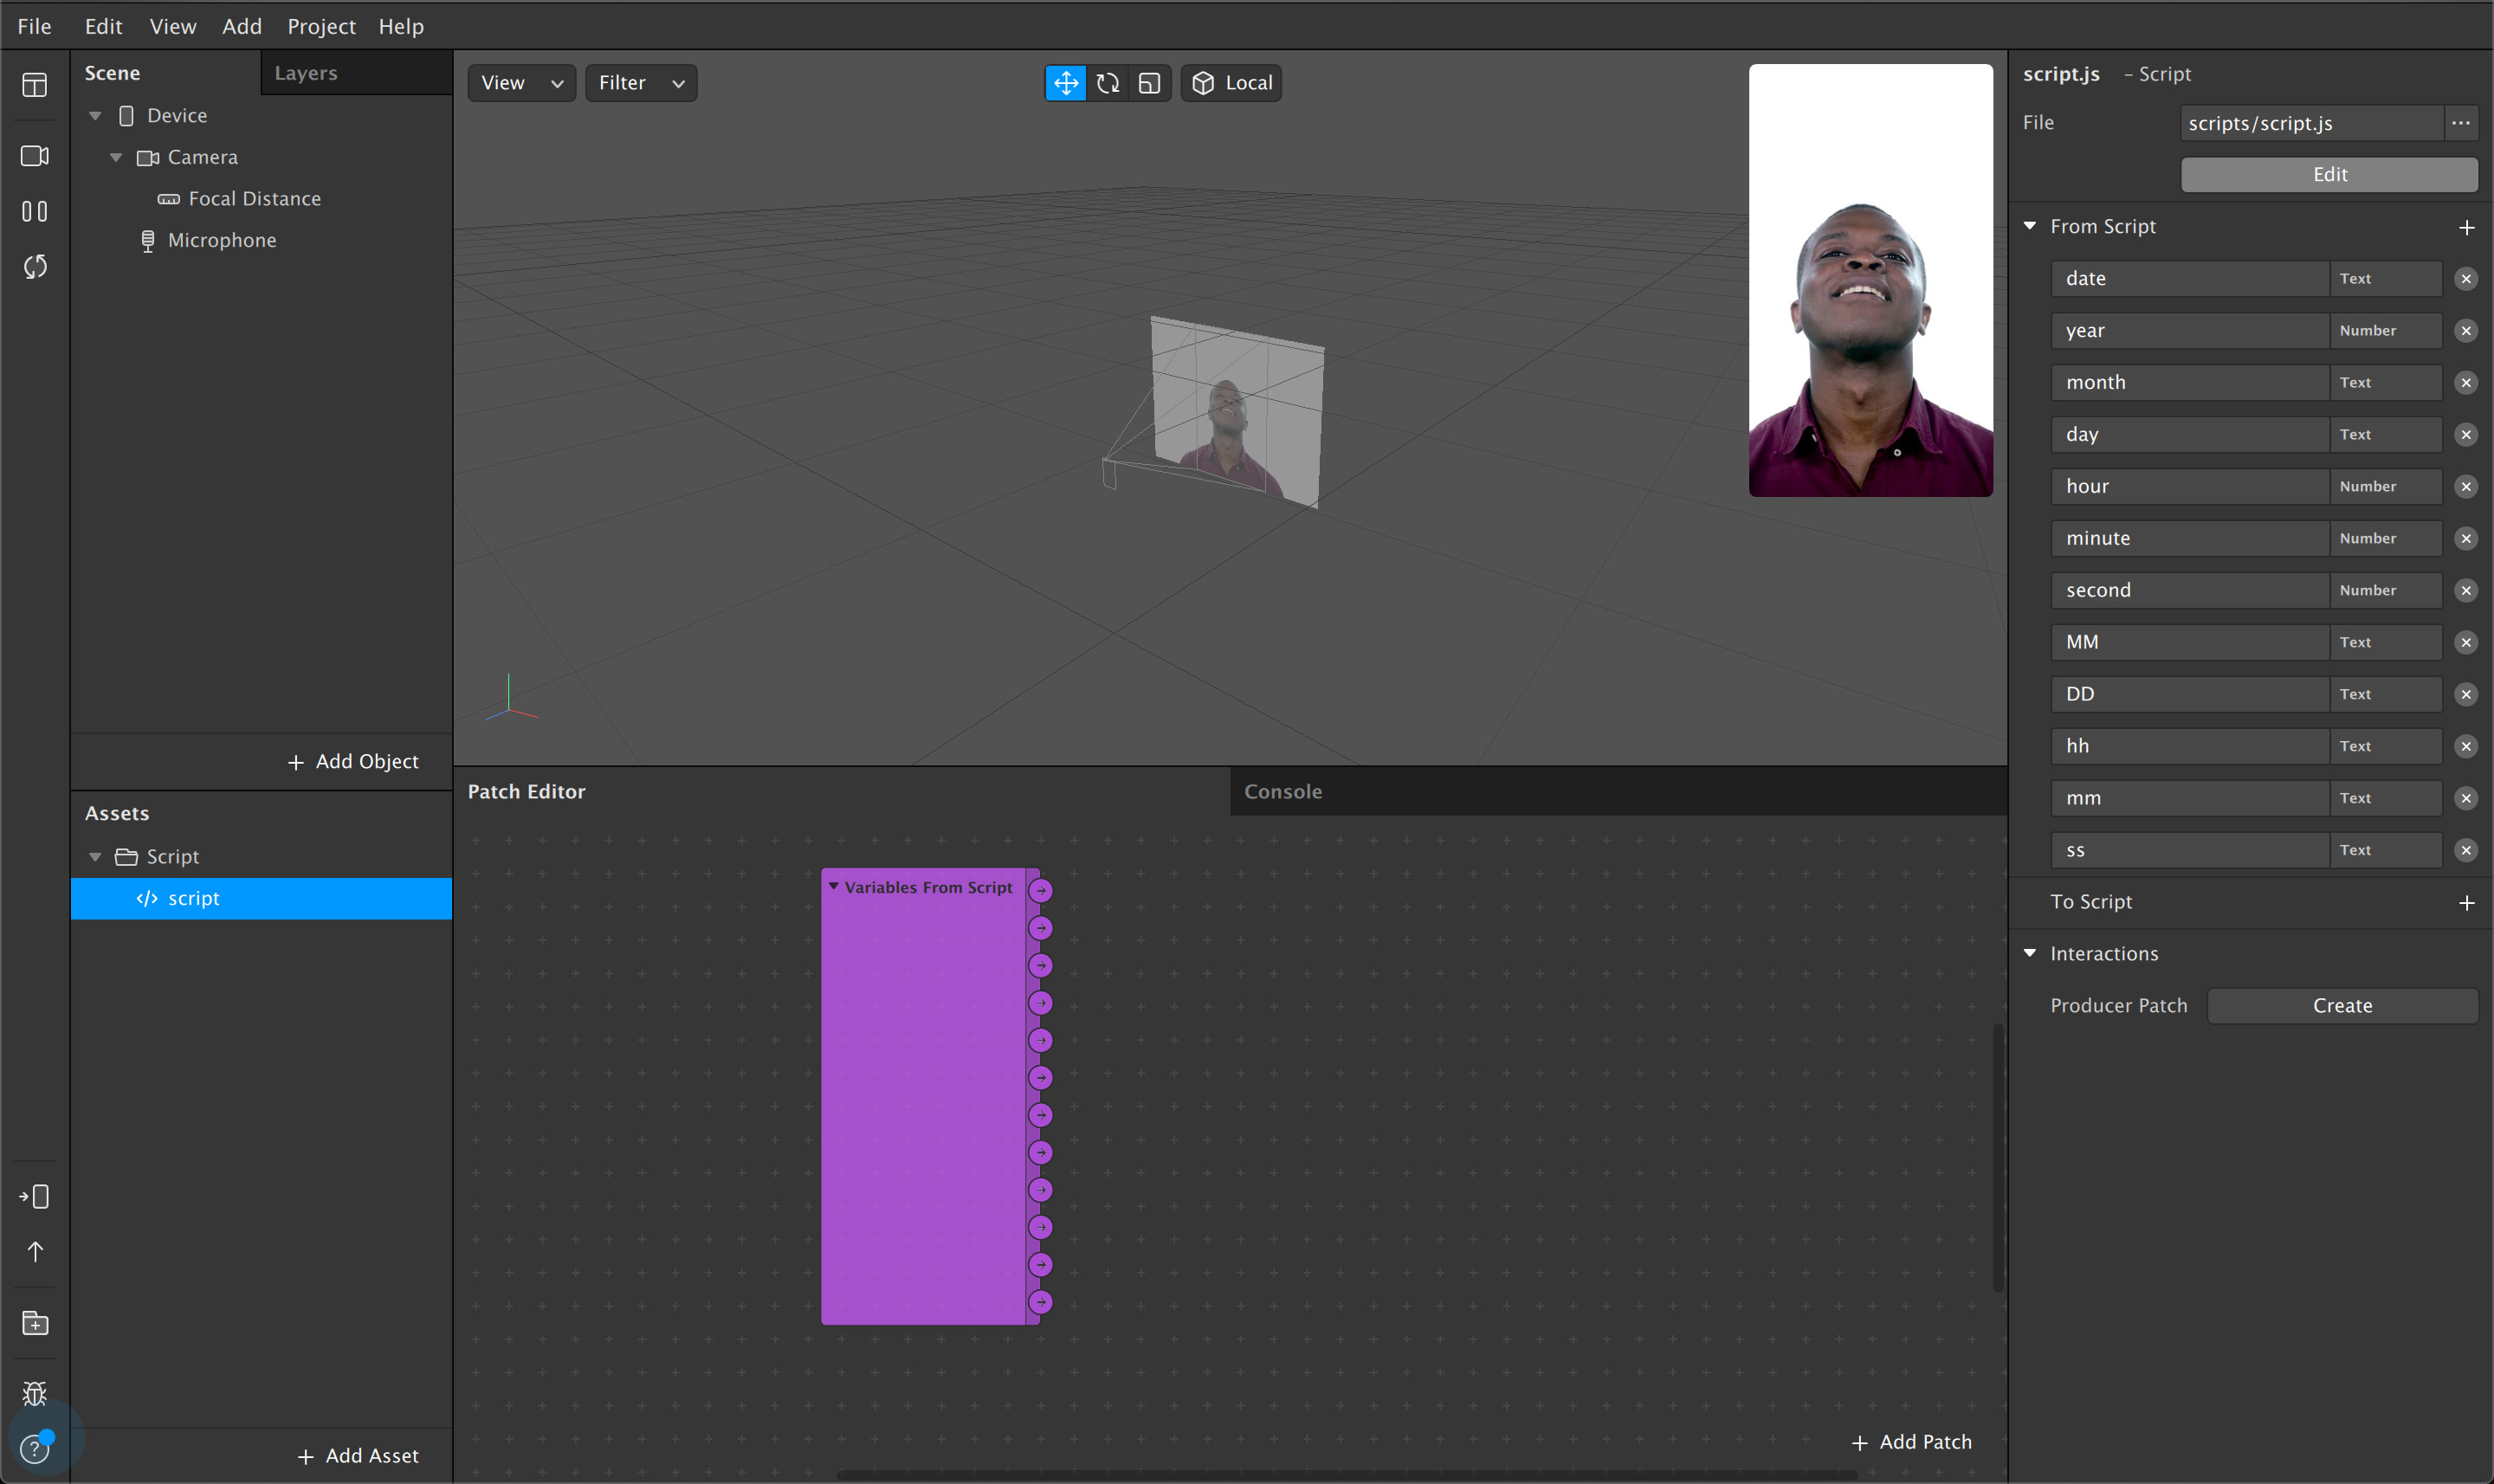 File Edit View Add Project Help
Scene Layers
Device
Camera
Focal Distance
Microphone
+ Add Object
Assets
Script
</> script
+ Add Asset
View Filter Local
Patch Editor Console
Variables From Script
+ Add Patch
script.js – Script
File scripts/script.js ...
Edit
From Script +
date Text
year Number
month Text
day Text
hour Number
minute Number
second Number
MM Text
DD Text
hh Text
mm Text
ss Text
To Script +
Interactions
Producer Patch Create